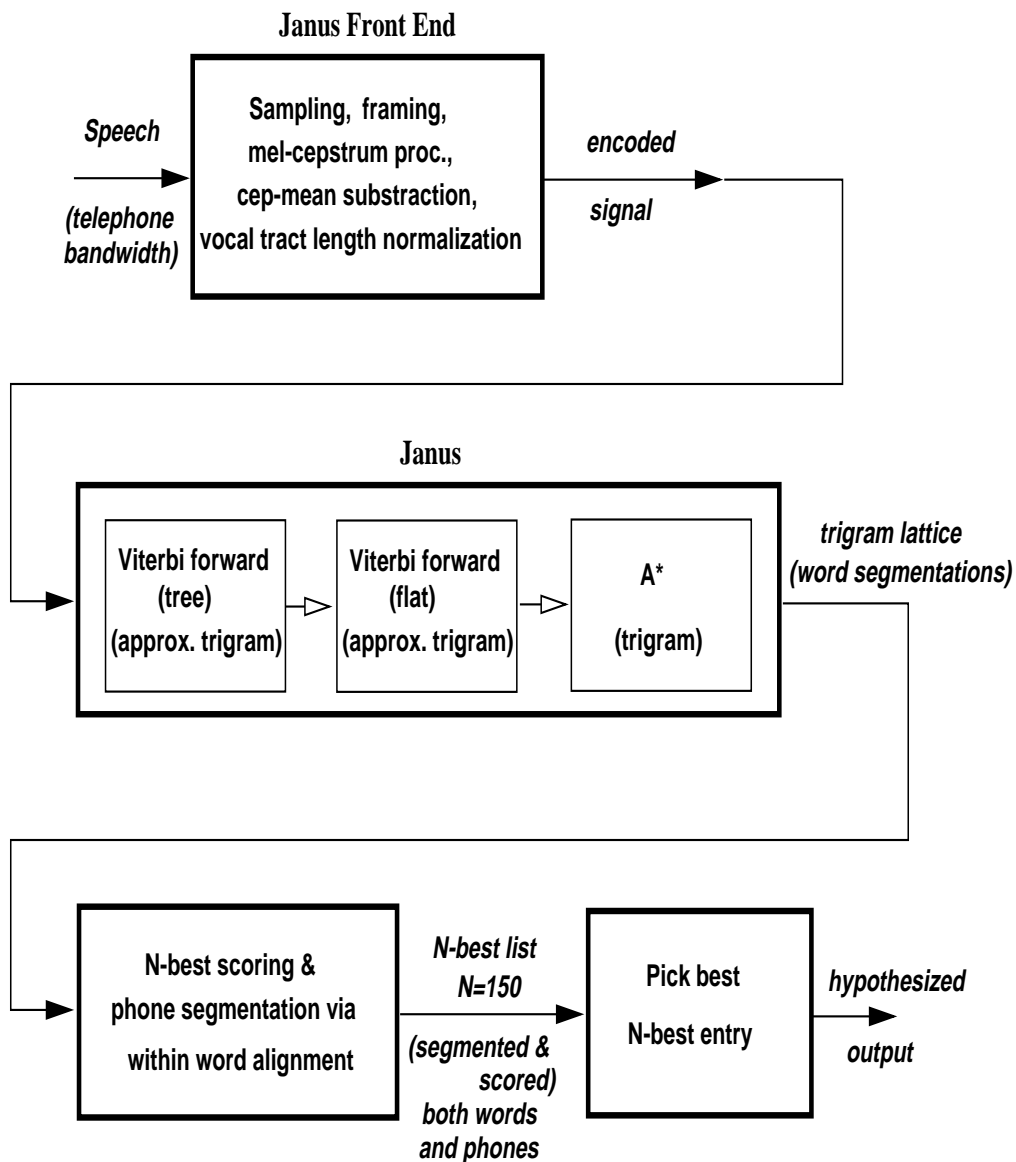 Janus Front End
Speech
(telephone
bandwidth)
Sampling, framing,
mel-cepstrum proc.,
cep-mean substraction,
vocal tract length normalization
encoded
signal
Janus
Viterbi forward
(tree)
(approx. trigram)
Viterbi forward
(flat)
(approx. trigram)
A*
(trigram)
trigram lattice
(word segmentations)
N-best scoring &
phone segmentation via
within word alignment
N-best list
N=150
(segmented &
scored)
both words
and phones
Pick best
N-best entry
hypothesized
output